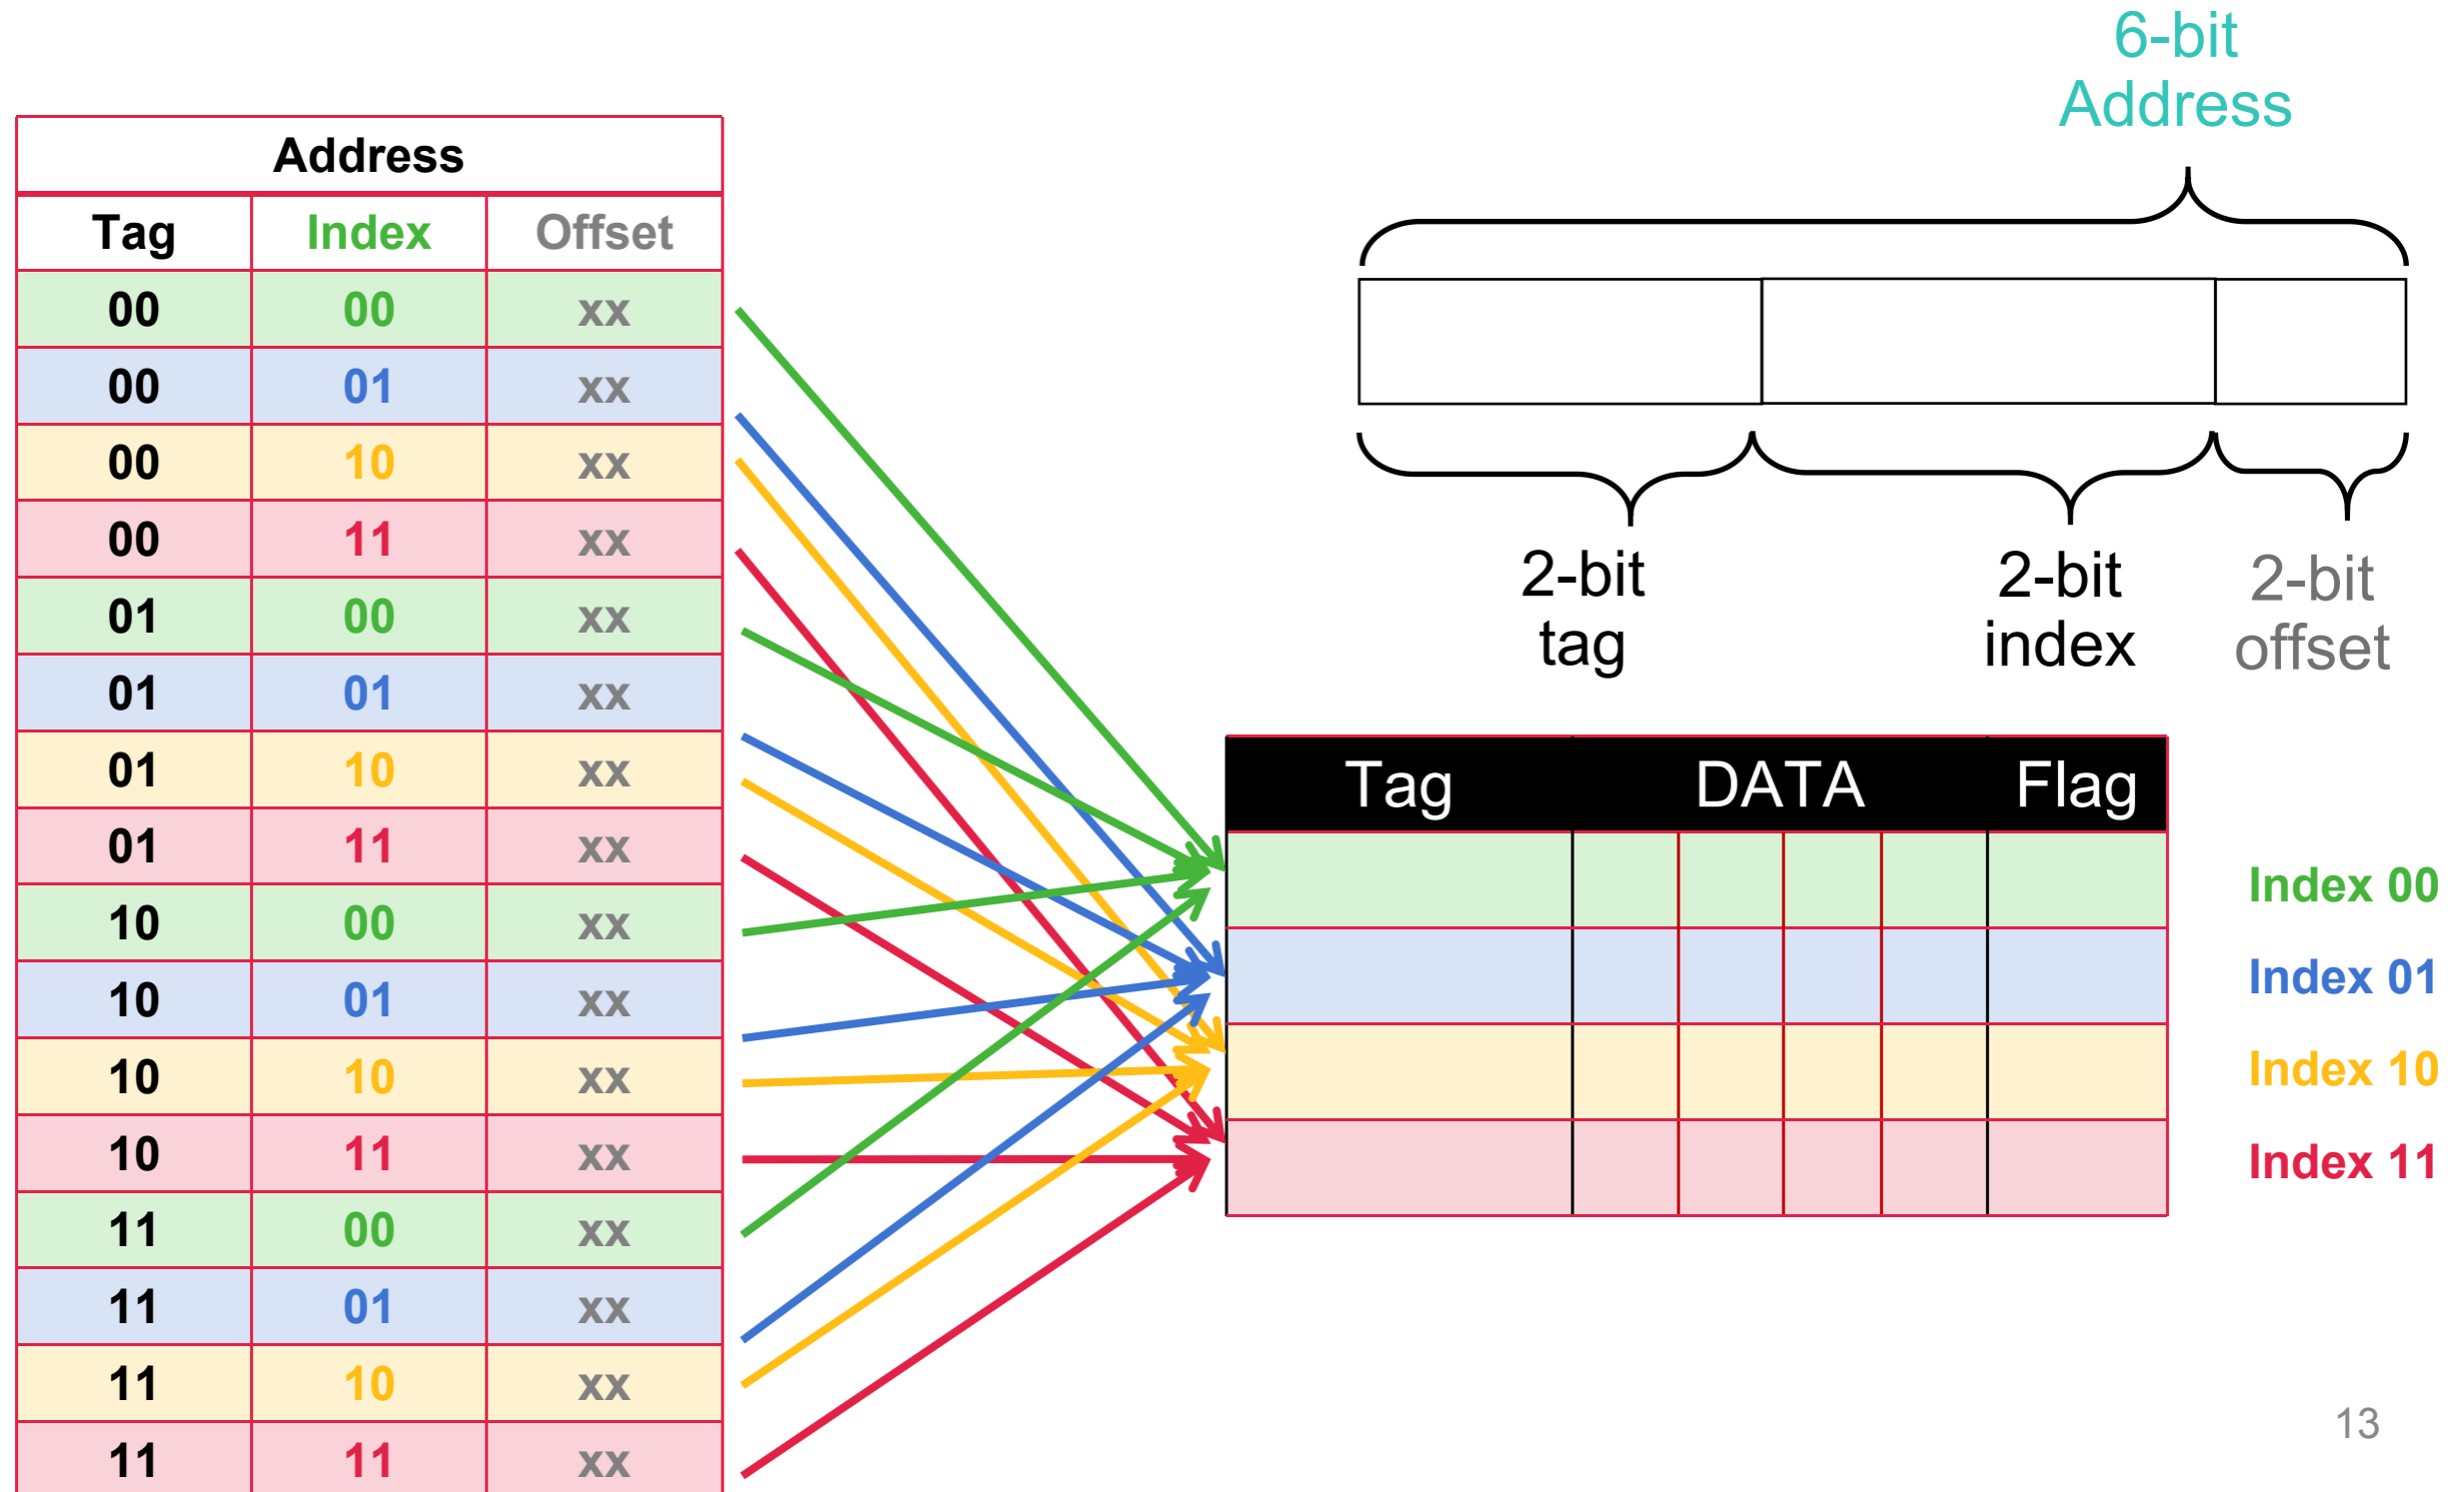 6-bit
Address
Address
Tag Index Offset
00 00 xx
00 01 xx
00 10 xx
00 11 xx
01 00 xx
01 01 xx
01 10 xx
01 11 xx
10 00 xx
10 01 xx
10 10 xx
10 11 xx
11 00 xx
11 01 xx
11 10 xx
11 11 xx
2-bit
tag
2-bit
index
2-bit
offset
Tag DATA Flag
Index 00
Index 01
Index 10
Index 11
13